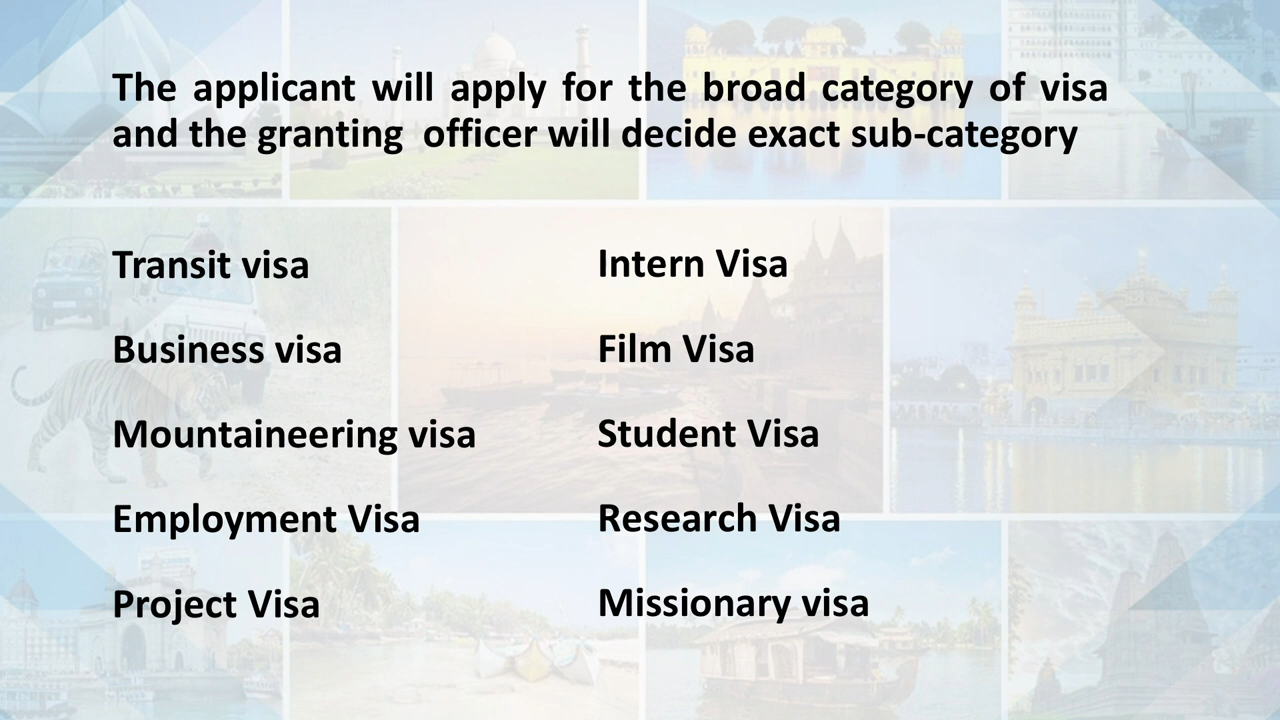 The applicant will apply for the broad category of visa
and the granting  officer will decide exact sub-category
Transit visa
Business visa
Mountaineering visa
Employment Visa
Project Visa
Intern Visa
Film Visa
Student Visa
Research Visa
Missionary visa